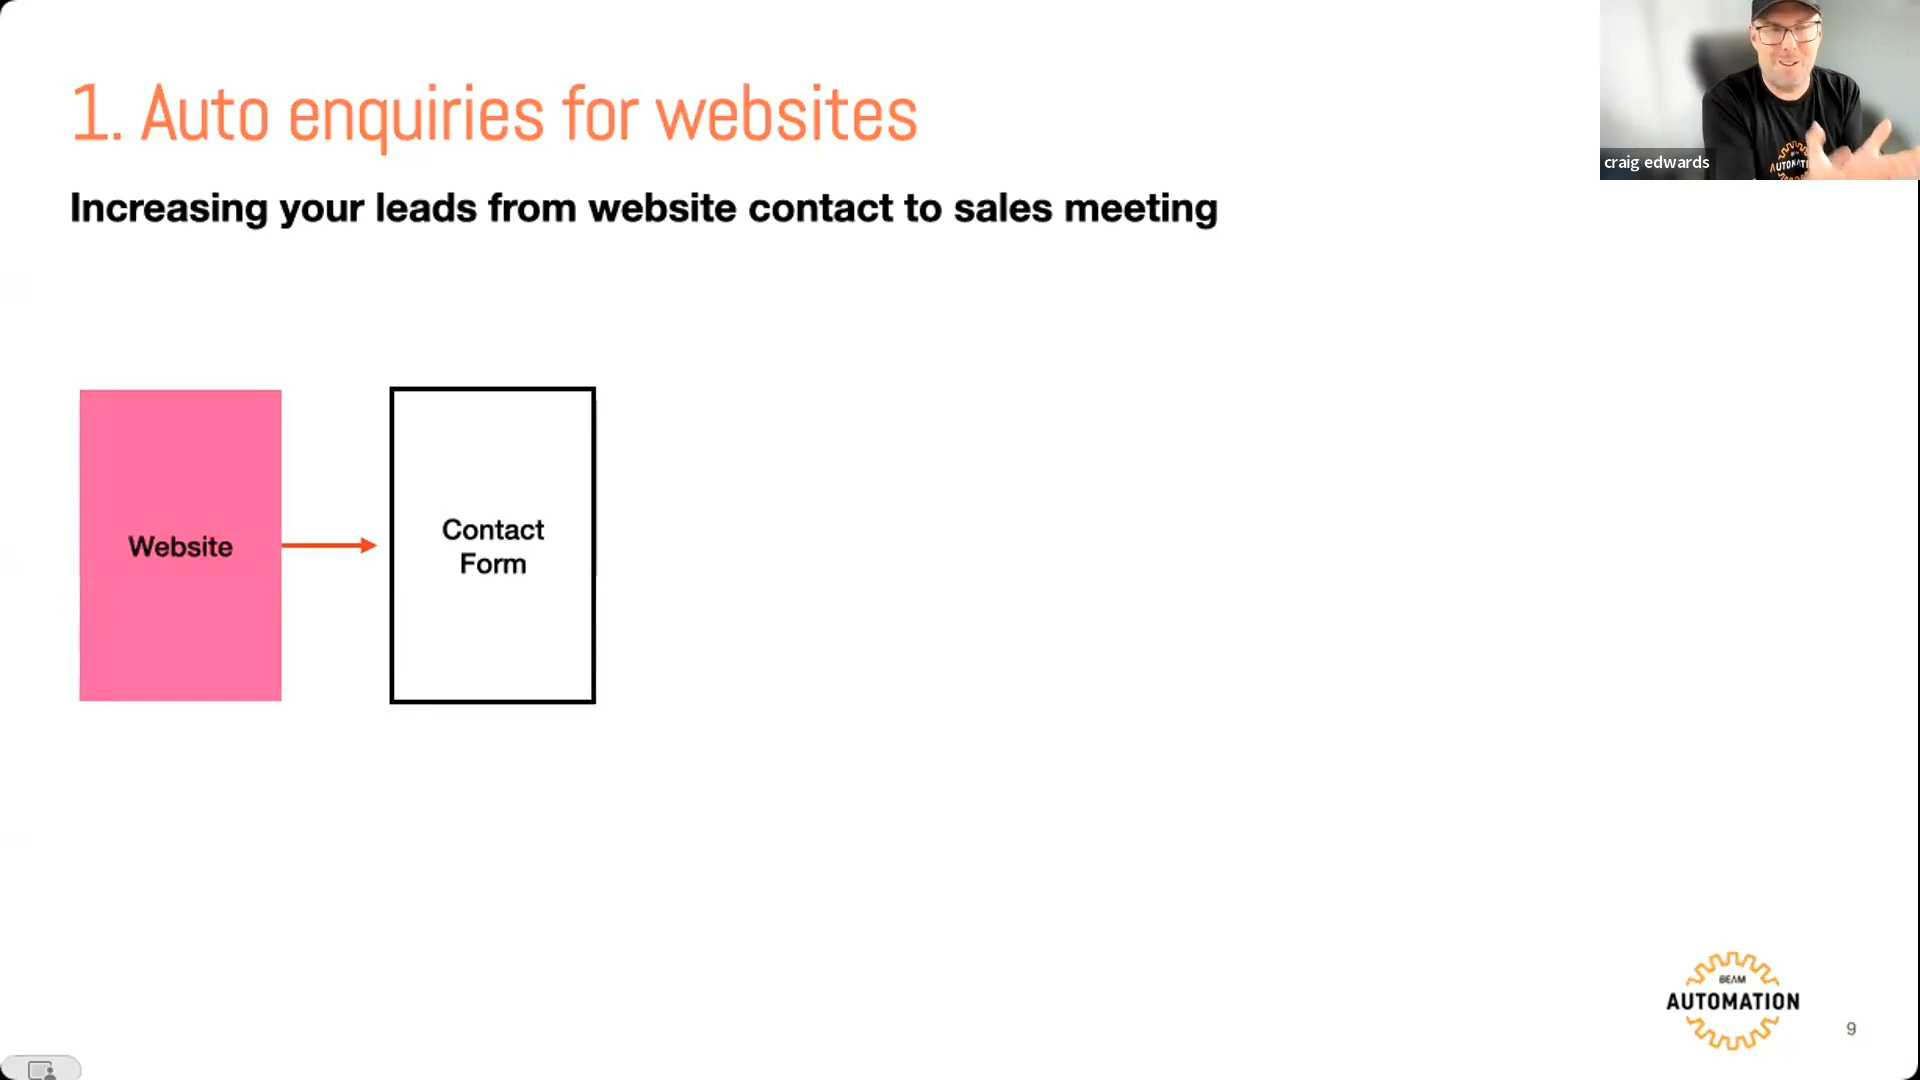 1. Auto enquiries for websites
Increasing your leads from website contact to sales meeting
craig edwards
Website
Contact
Form
BEAM
AUTOMATION
9